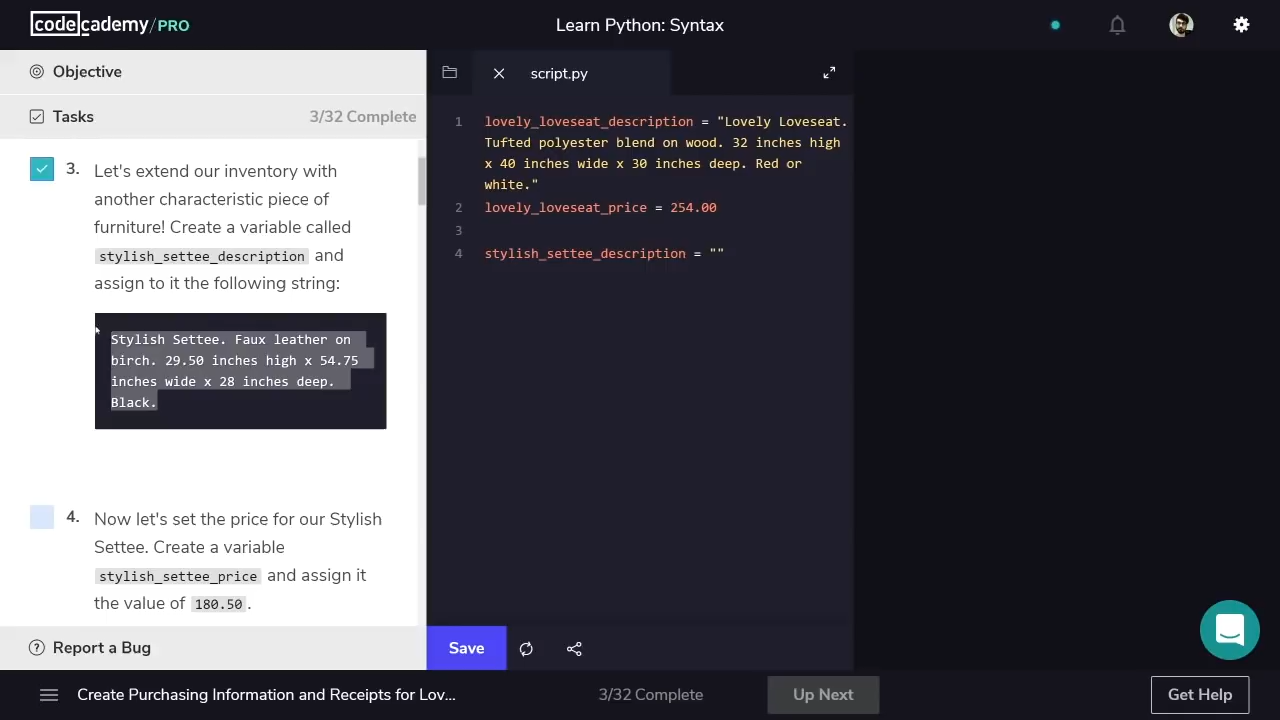 codecademy/PRO
Learn Python: Syntax
Objective
Tasks
3/32 Complete
3.
Let's extend our inventory with
another characteristic piece of
furniture! Create a variable called
stylish_settee_description and
assign to it the following string:
Stylish Settee. Faux leather on
birch. 29.50 inches high x 54.75
inches wide x 28 inches deep.
Black.
4.
Now let's set the price for our Stylish
Settee. Create a variable
stylish_settee_price and assign it
the value of 180.50.
Report a Bug
script.py
1 lovely_loveseat_description = "Lovely Loveseat.
Tufted polyester blend on wood. 32 inches high
x 40 inches wide x 30 inches deep. Red or
white."
2 lovely_loveseat_price = 254.00
3
4 stylish_settee_description = ""
Save
Create Purchasing Information and Receipts for Lov...
3/32 Complete
Up Next
Get Help